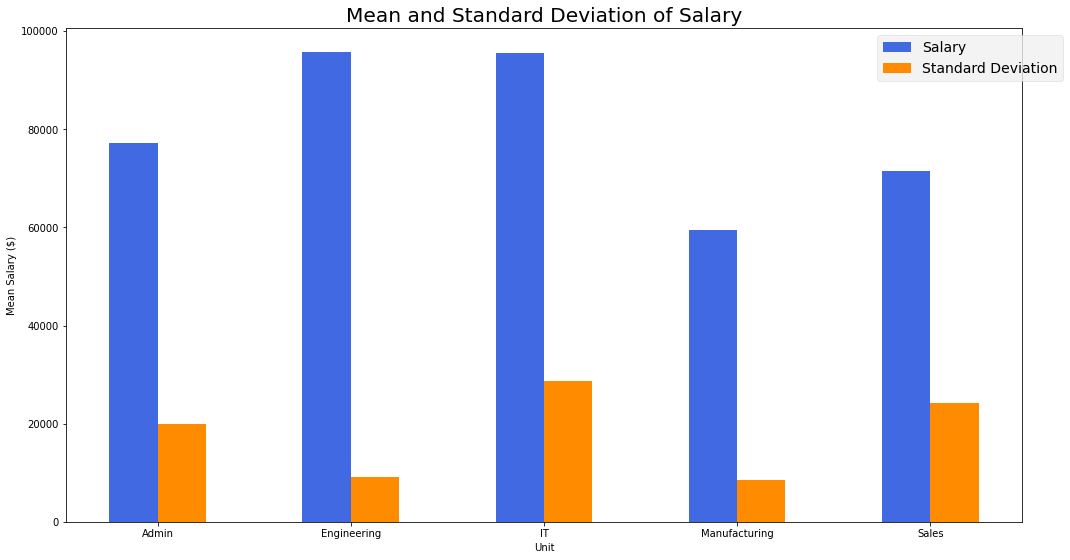 Mean and Standard Deviation of Salary
Salary
Standard Deviation
100000
80000
60000
40000
20000
0
Mean Salary ($)
Admin
Engineering
IT
Manufacturing
Sales
Unit